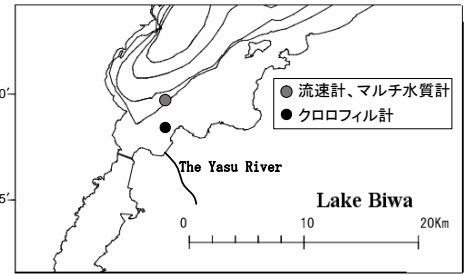 0'
流速計、マルチ水質計
クロロフィル計
The Yasu River
5'
Lake Biwa
0 10 20Km